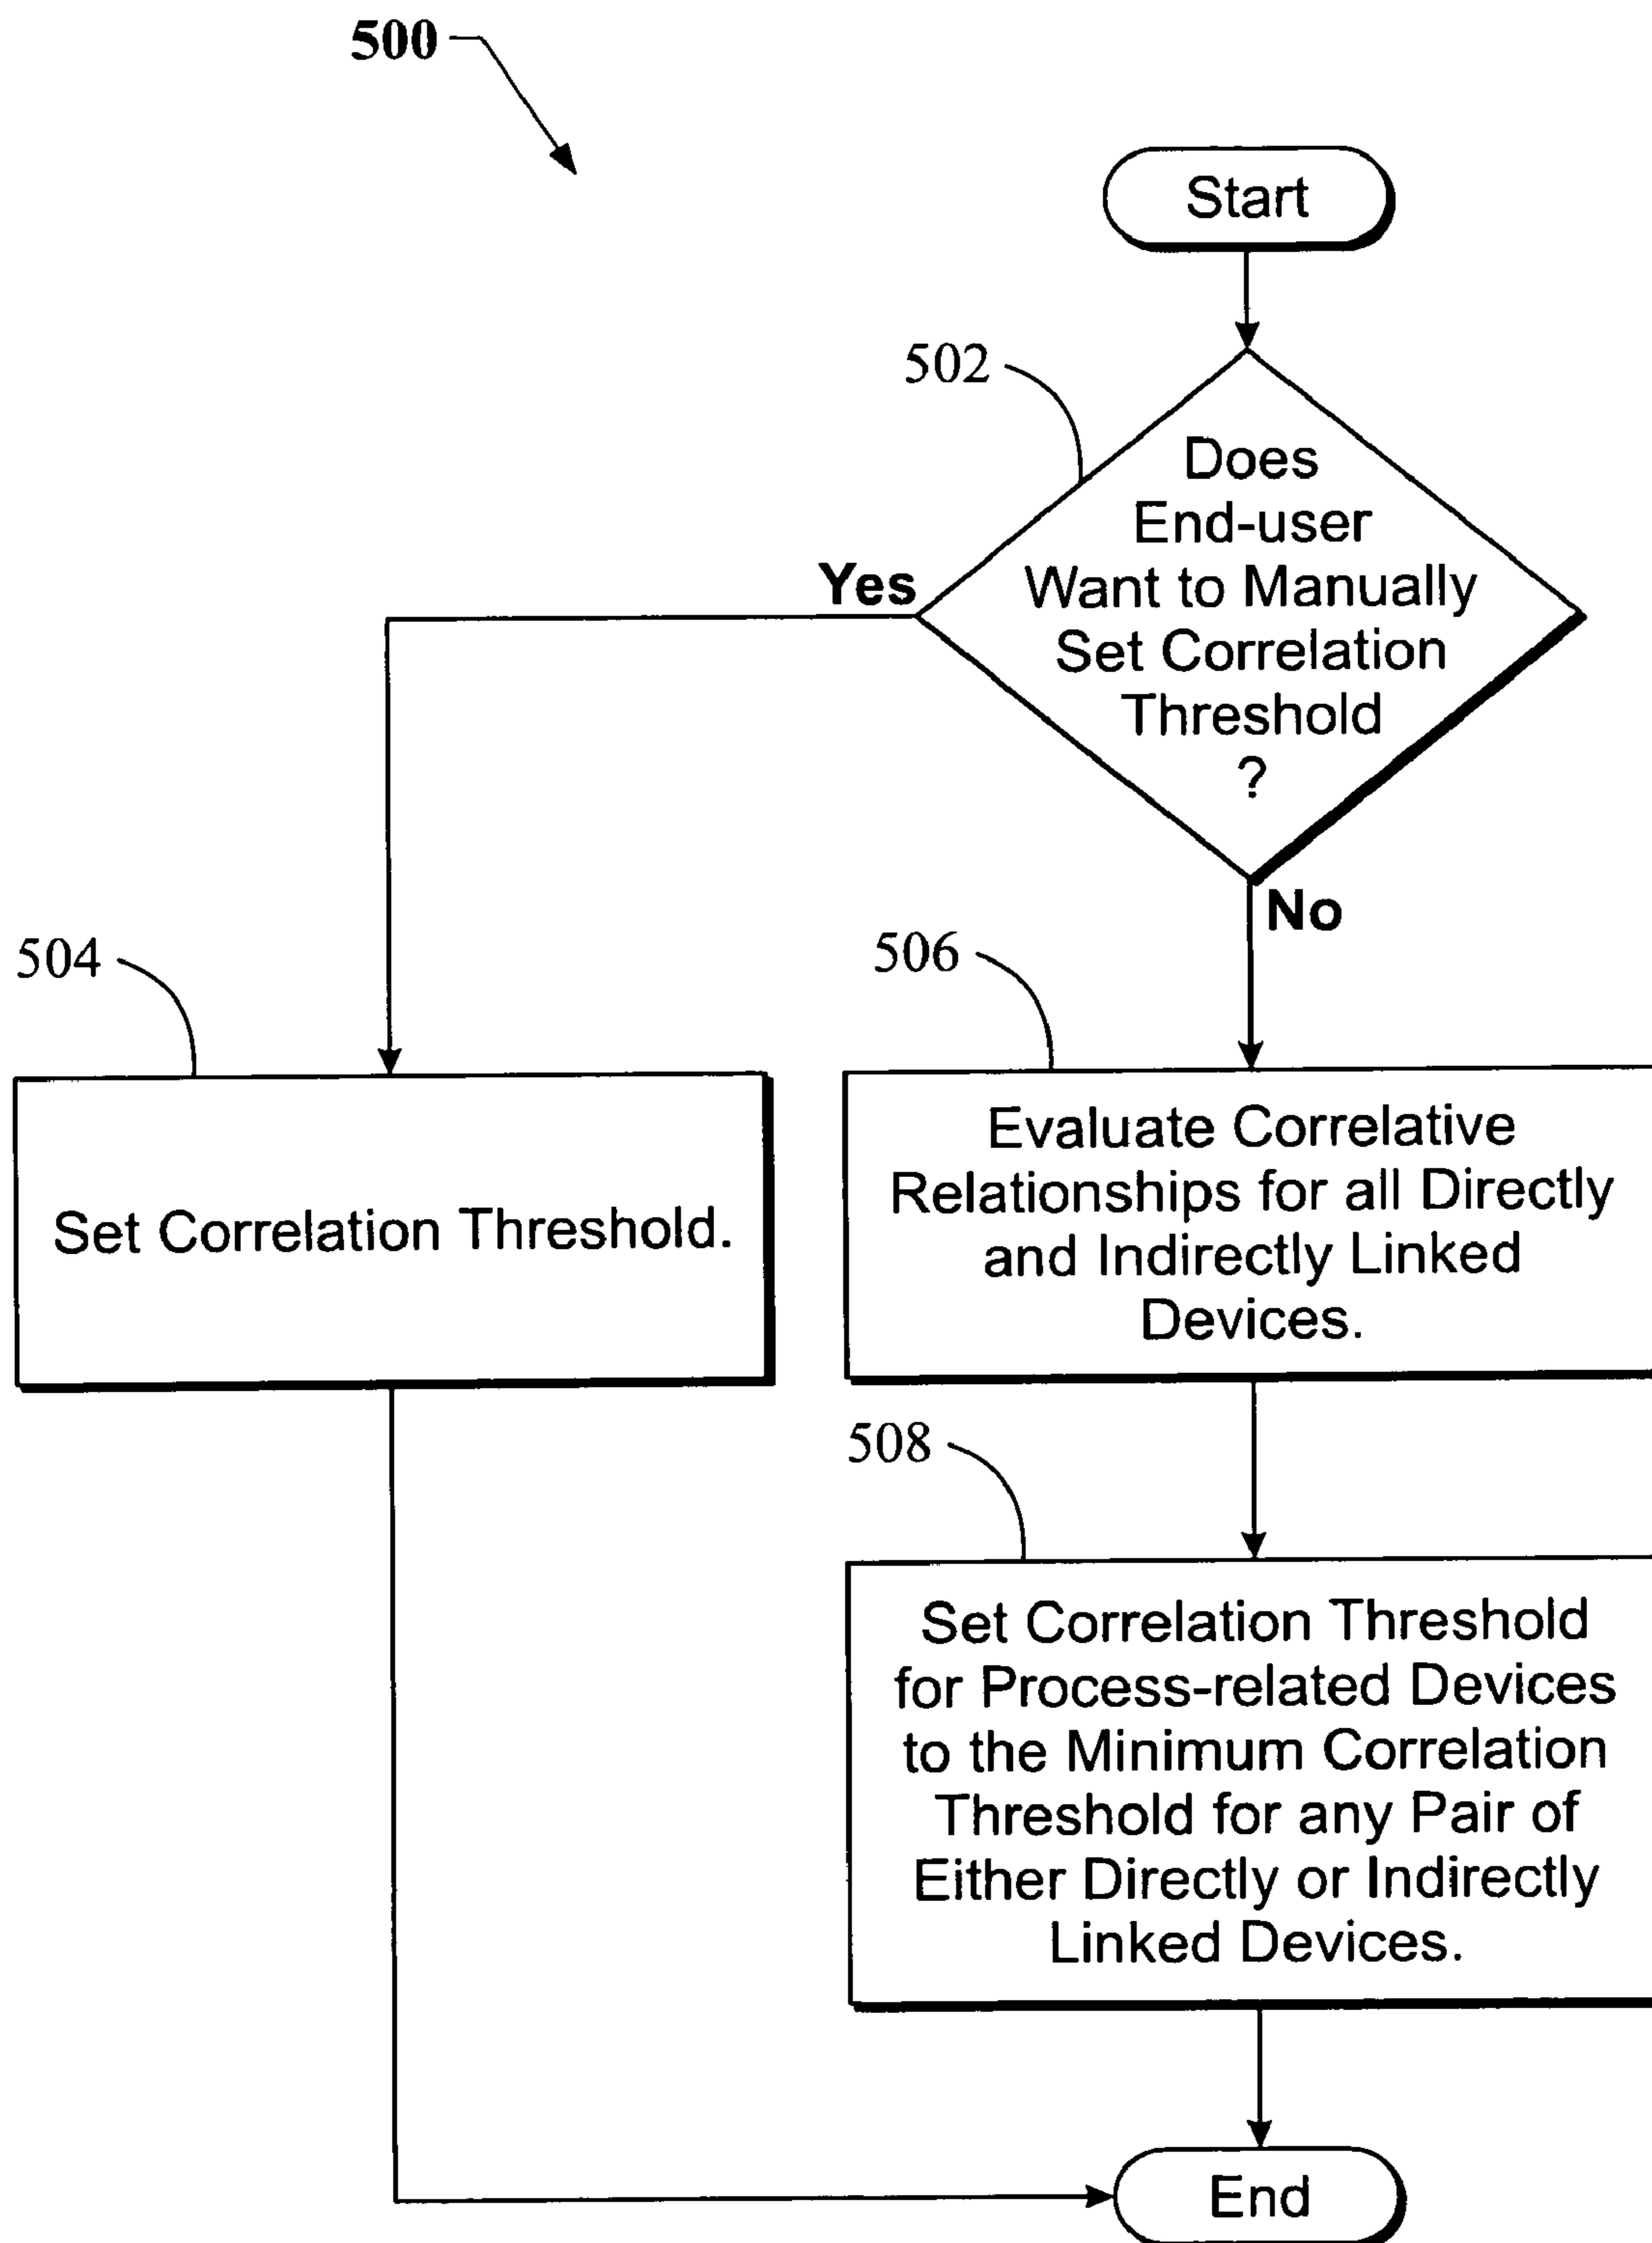 500
Start
502
Does
End-user
Want to Manually
Set Correlation
Threshold
?
Yes
No
504
506
Set Correlation Threshold.
Evaluate Correlative
Relationships for all Directly
and Indirectly Linked
Devices.
508
Set Correlation Threshold
for Process-related Devices
to the Minimum Correlation
Threshold for any Pair of
Either Directly or Indirectly
Linked Devices.
End